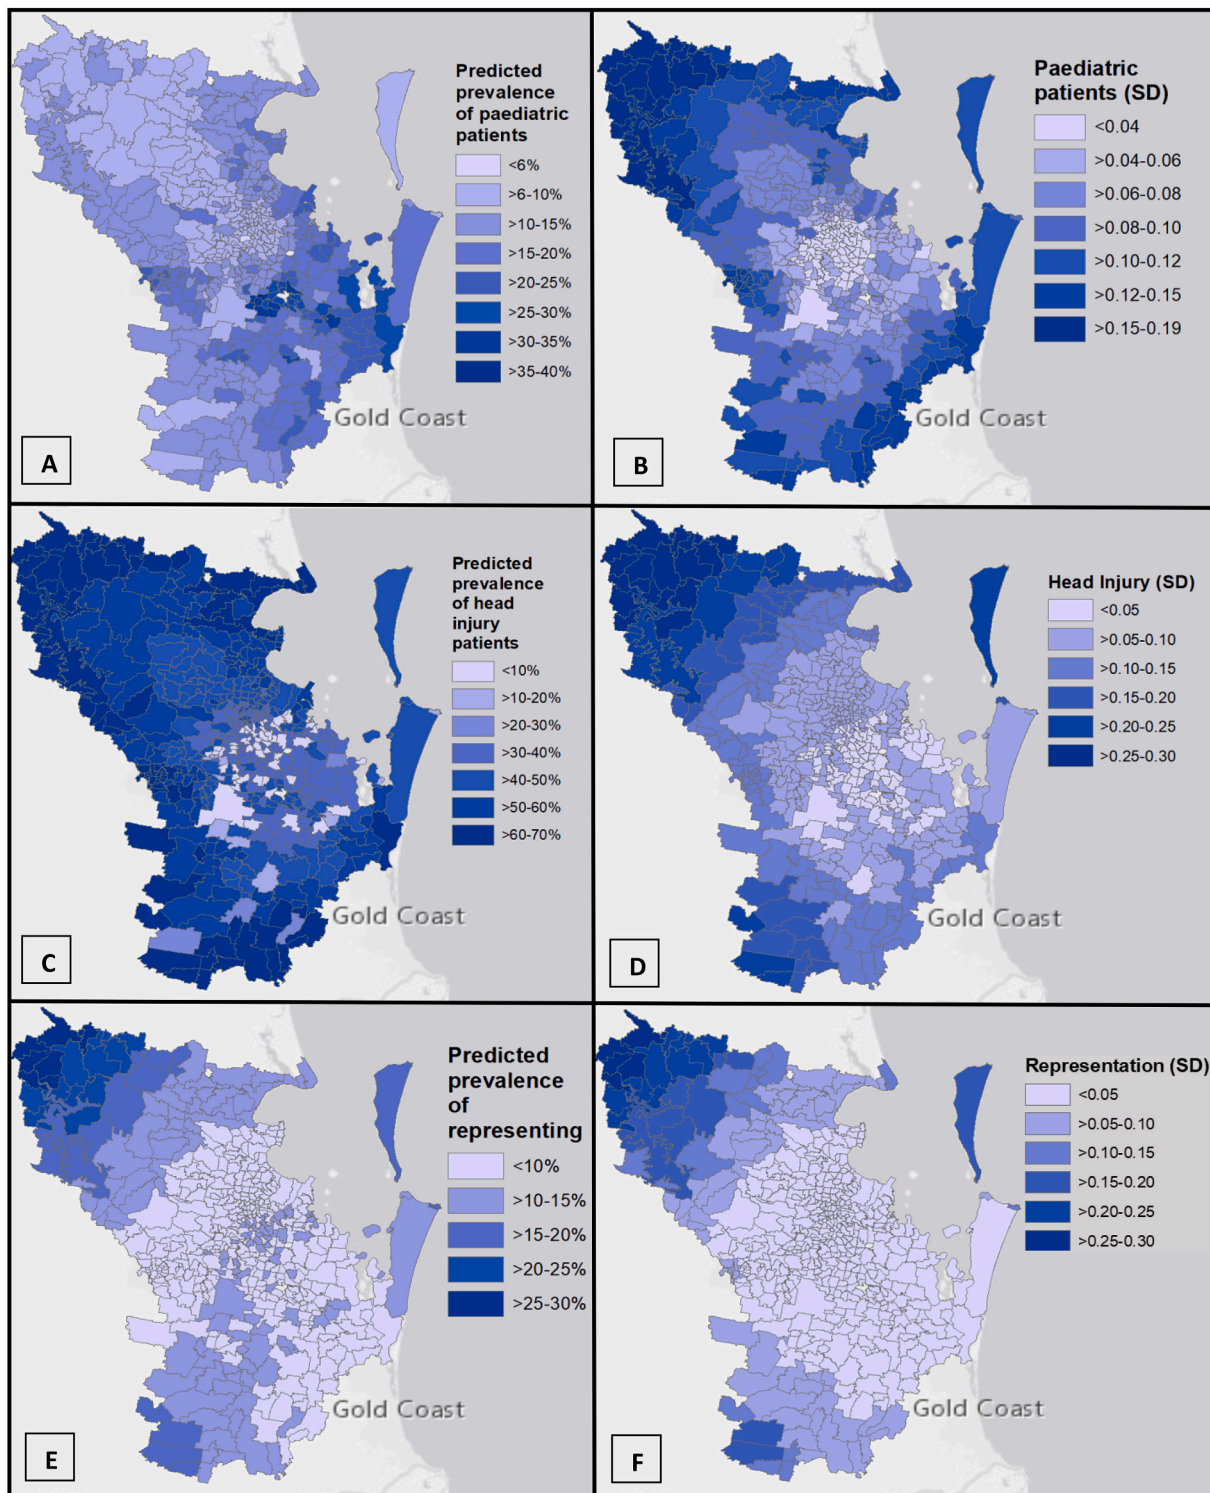 Predicted
prevalence
of paediatric
patients
<6%
>6-10%
>10-15%
>15-20%
>20-25%
>25-30%
>30-35%
>35-40%
Gold Coast
A
Paediatric
patients (SD)
<0.04
>0.04-0.06
>0.06-0.08
>0.08-0.10
>0.10-0.12
>0.12-0.15
>0.15-0.19
Gold Coast
B
Predicted
prevalence
of head
injury
patients
<10%
>10-20%
>20-30%
>30-40%
>40-50%
>50-60%
>60-70%
Gold Coast
C
Head Injury (SD)
<0.05
>0.05-0.10
>0.10-0.15
>0.15-0.20
>0.20-0.25
>0.25-0.30
Gold Coast
D
Predicted
prevalence
of
representing
<10%
>10-15%
>15-20%
>20-25%
>25-30%
Gold Coast
E
Representation (SD)
<0.05
>0.05-0.10
>0.10-0.15
>0.15-0.20
>0.20-0.25
>0.25-0.30
Gold Coast
F